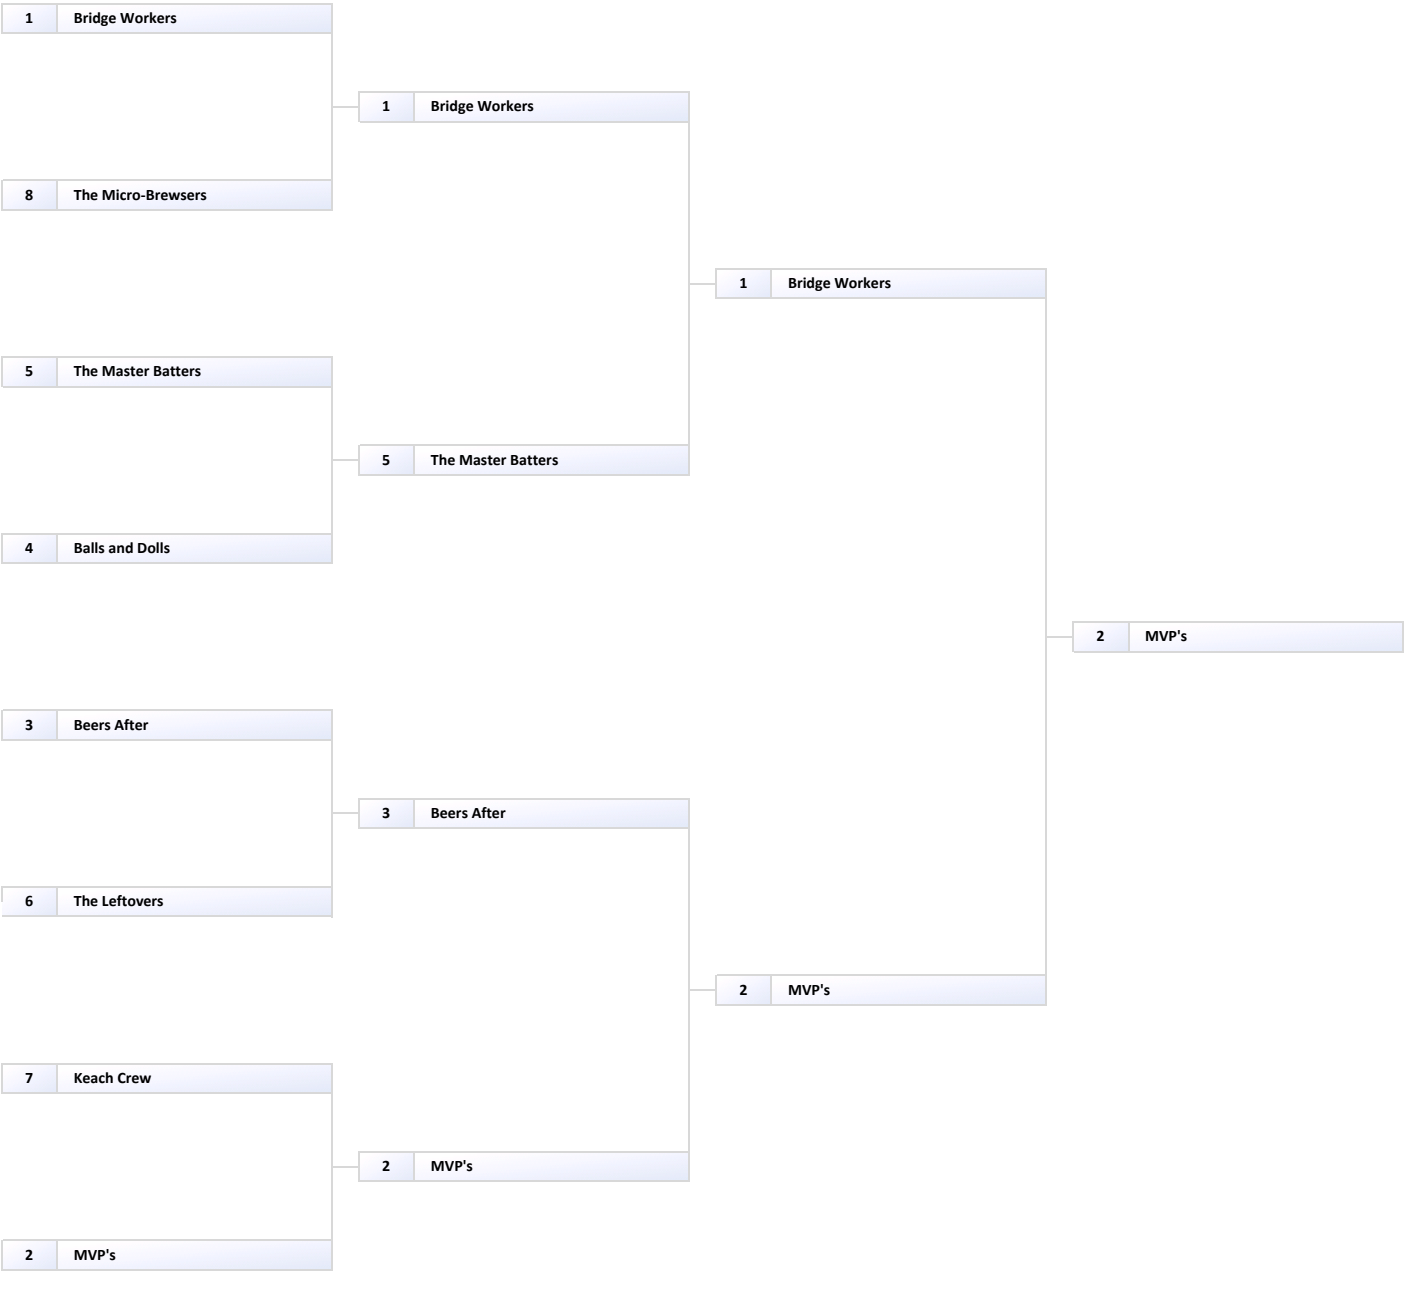 1 Bridge Workers
1 Bridge Workers
8 The Micro-Brewsers
1 Bridge Workers
5 The Master Batters
5 The Master Batters
4 Balls and Dolls
2 MVP's
3 Beers After
3 Beers After
6 The Leftovers
2 MVP's
7 Keach Crew
2 MVP's
2 MVP's